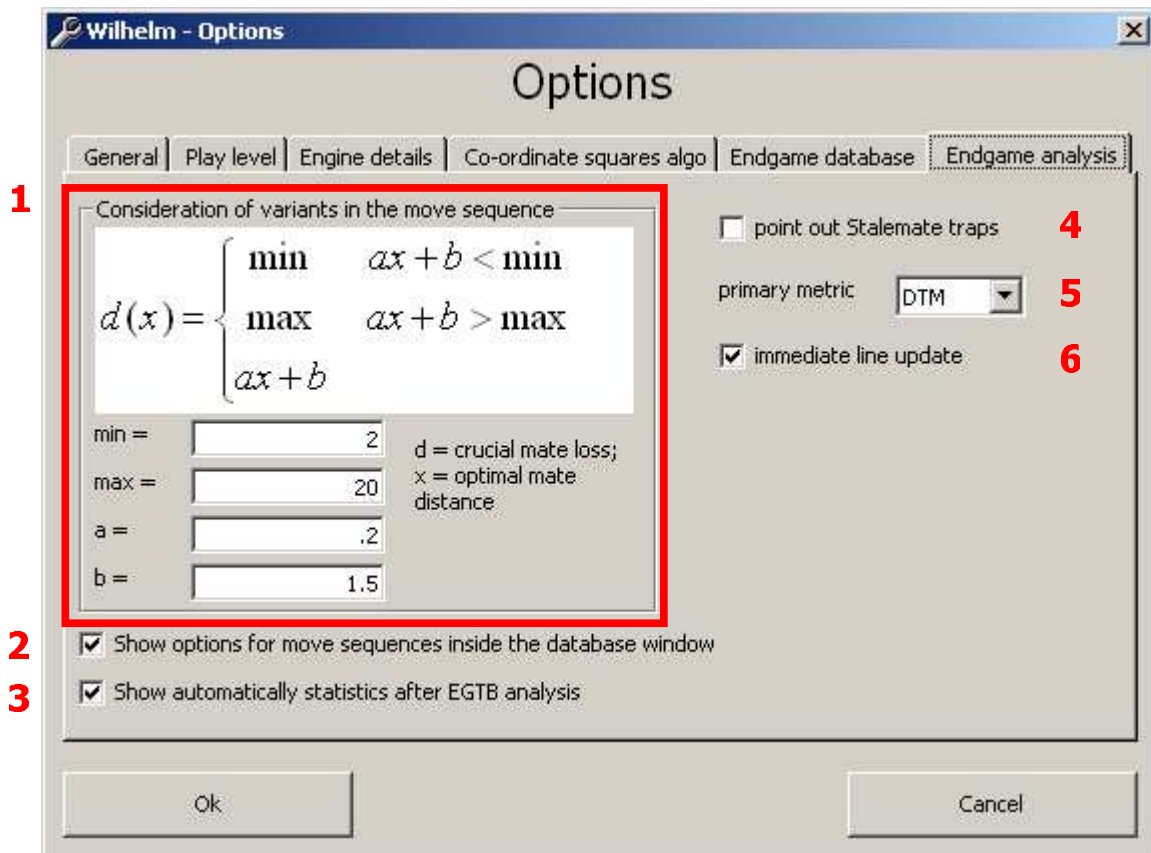 Wilhelm - Options
Options
General Play level Engine details Co-ordinate squares algo Endgame database Endgame analysis
1
Consideration of variants in the move sequence
min ax + b < min
d(x) = max ax + b > max
ax + b
min = 2
max = 20
a = .2
b = 1.5
d = crucial mate loss;
x = optimal mate
distance
point out Stalemate traps 4
primary metric DTM 5
immediate line update 6
2 Show options for move sequences inside the database window
3 Show automatically statistics after EGTB analysis
Ok Cancel